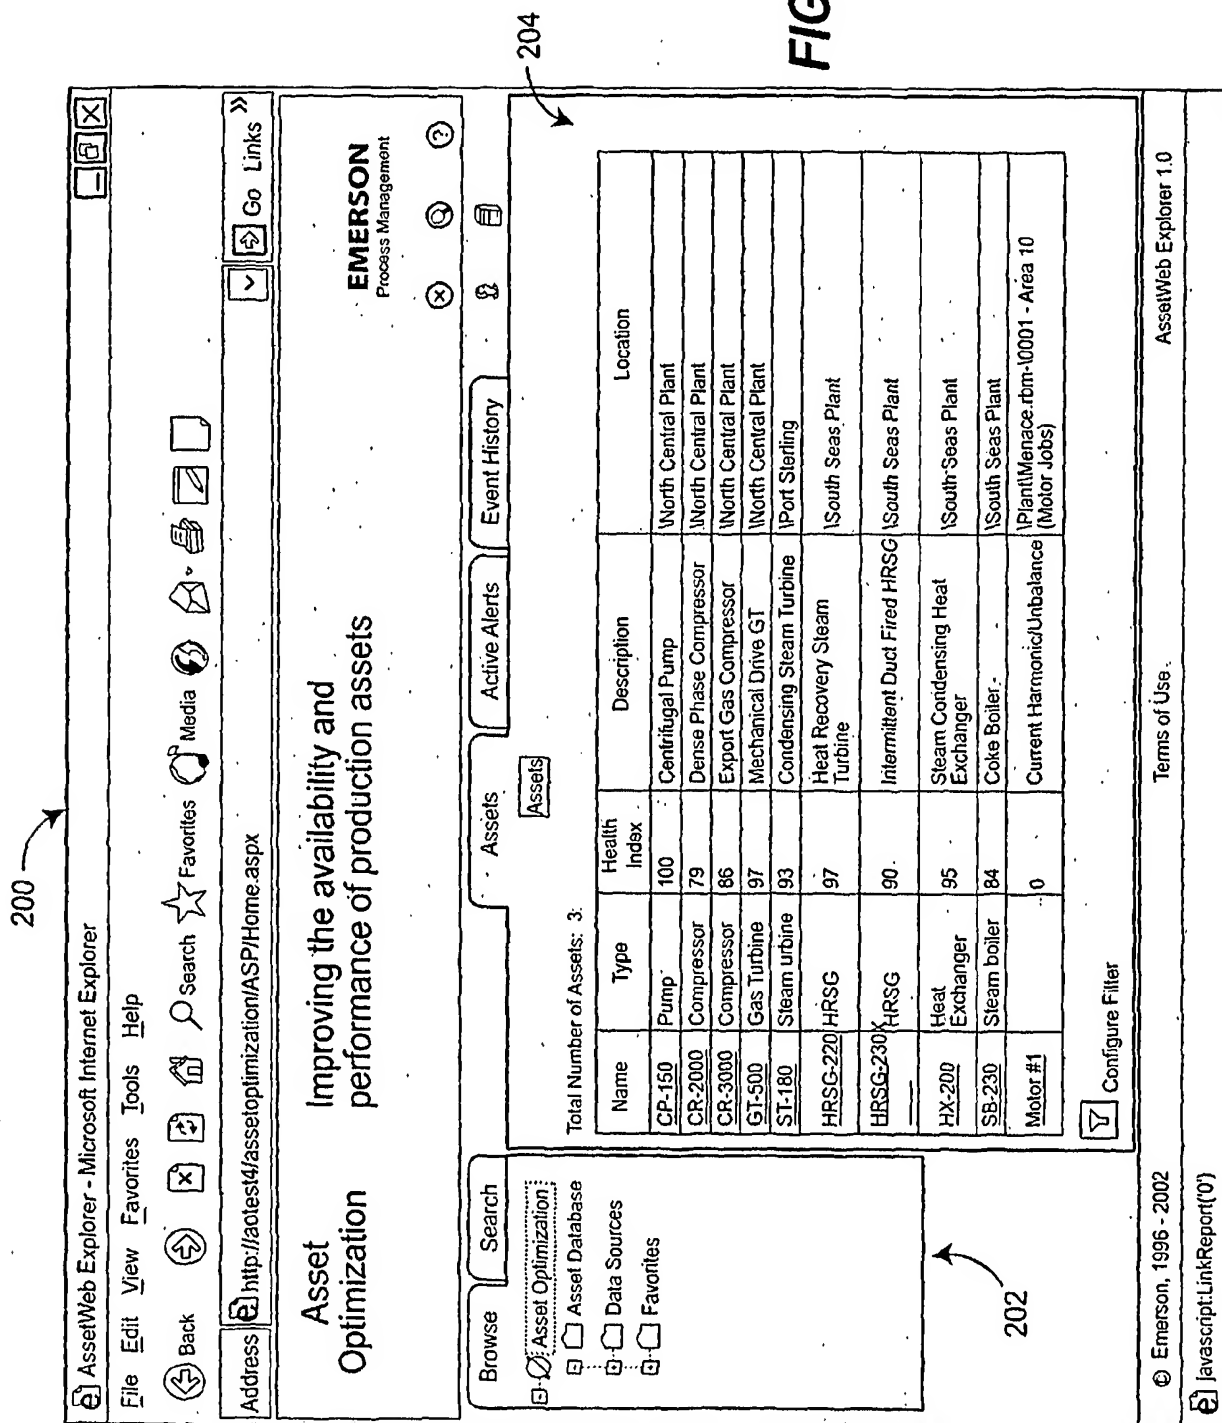 200
AssetWeb Explorer - Microsoft Internet Explorer
File Edit View Favorites Tools Help
Back Search Favorites Media
Address http://aotest4/assetoptimization/ASP/Home.aspx Go Links »
Asset Optimization
Improving the availability and
performance of production assets
EMERSON
Process Management
Browse Search
Assets Active Alerts Event History
Asset Optimization
Asset Database
Data Sources
Favorites
202
204
Assets
Total Number of Assets: 3
Name Type Health Index Description Location
CP-150 Pump 100 Centrifugal Pump \North Central Plant
CR-2000 Compressor 79 Dense Phase Compressor \North Central Plant
CR-3000 Compressor 86 Export Gas Compressor \North Central Plant
GT-500 Gas Turbine 97 Mechanical Drive GT \North Central Plant
ST-180 Steam urbine 93 Condensing Steam Turbine \Port Sterling
HRSG-220 HRSG 97 Heat Recovery Steam Turbine \South Seas Plant
HRSG-230X HRSG 90 Intermittent Duct Fired HRSG \South Seas Plant
HX-200 Heat Exchanger 95 Steam Condensing Heat Exchanger \South Seas Plant
SB-230 Steam boiler 84 Coke Boiler \South Seas Plant
Motor #1 0 Current Harmonic/Unbalance \Plant\Menace.rbm-\0001 - Area 10 (Motor Jobs)
Configure Filter
© Emerson, 1996 - 2002 Terms of Use AssetWeb Explorer 1.0
javascript:LinkReport('0')
FIG